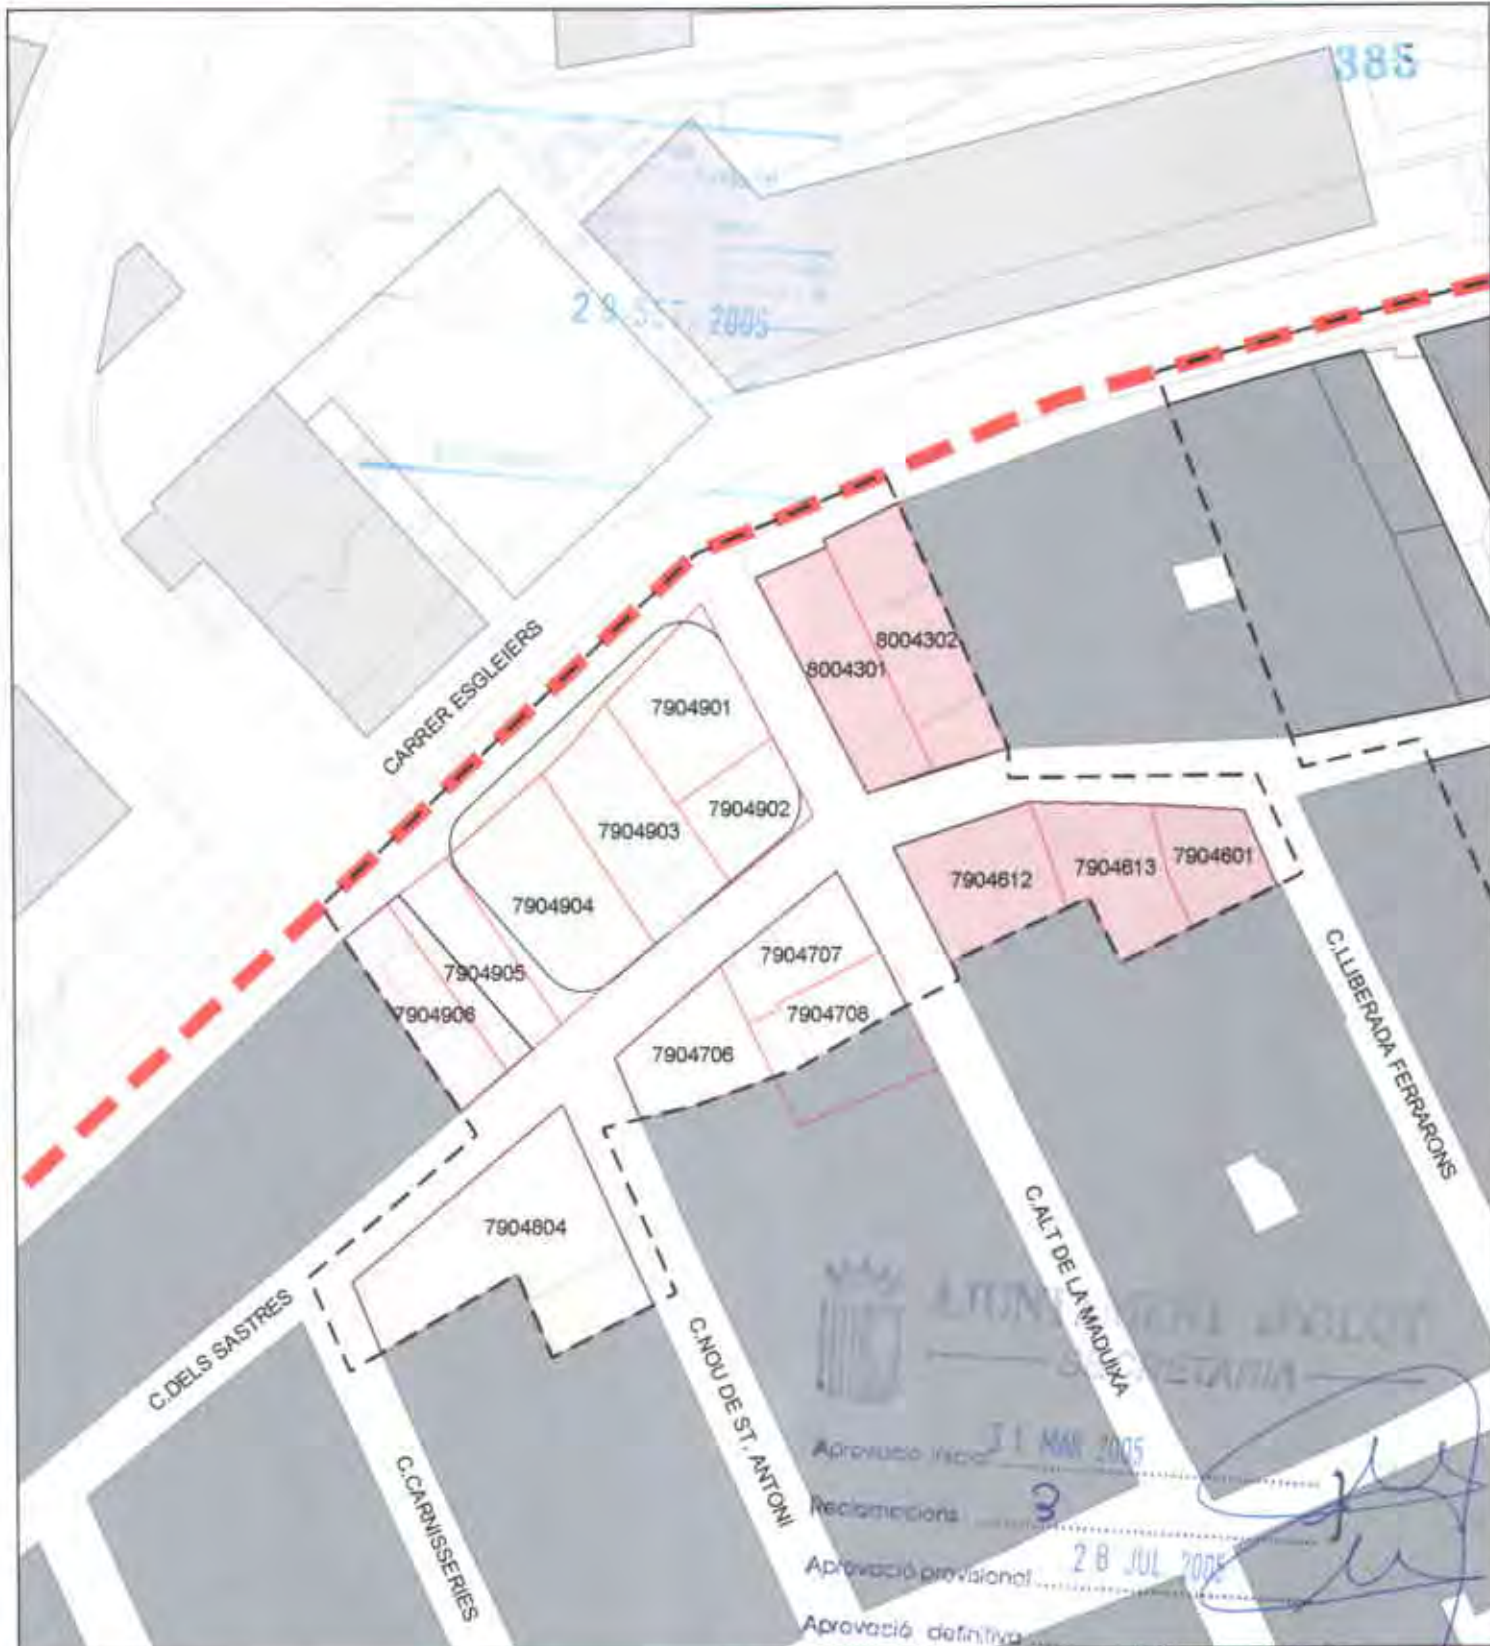 385
29 SET. 2005
CARRER ESGLEIERS
8004302
8004301
7904901
7904902
7904903
7904904
7904905
7904906
7904612
7904613
7904601
7904707
7904708
7904706
7904804
C.LLIBERADA FERRARONS
C.ALT DE LA MADUIXA
C.DELS SASTRES
C.NOU DE ST. ANTONI
C.CARNISSERIES
AJUNTAMENT D'OLOT
SECRETARIA
Aprovació inicial 31 MAR 2005
Reclamacions 3
Aprovació provisional 28 JUL 2005
Aprovació definitiva